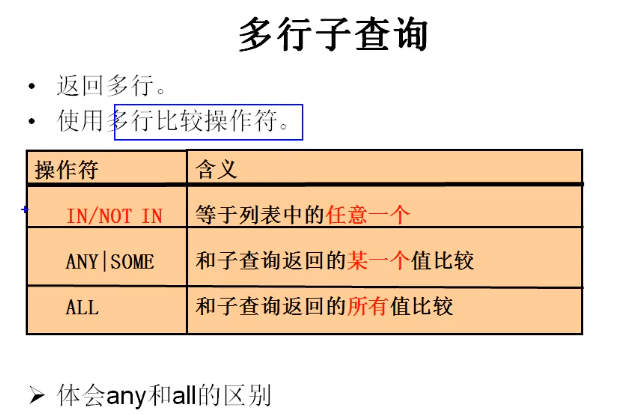 多行子查询
• 返回多行。
• 使用多行比较操作符。
操作符 含义
IN/NOT IN 等于列表中的任意一个
ANY|SOME 和子查询返回的某一个值比较
ALL 和子查询返回的所有值比较
➢ 体会any和all的区别